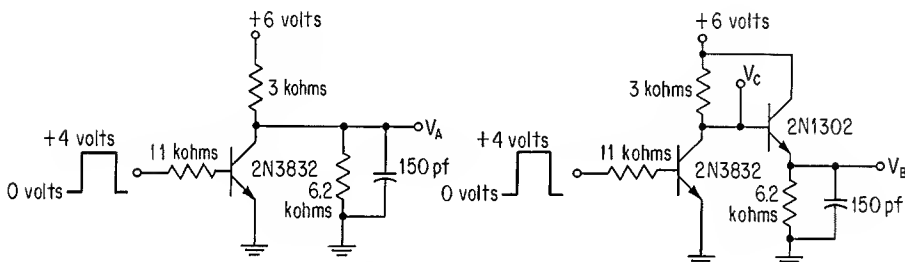 +6 volts
3 kohms
V_A
+4 volts
0 volts
11 kohms
2N3832
6.2
kohms
150 pf
+6 volts
3 kohms
V_C
2N1302
+4 volts
0 volts
11 kohms
2N3832
V_B
6.2
kohms
150 pf